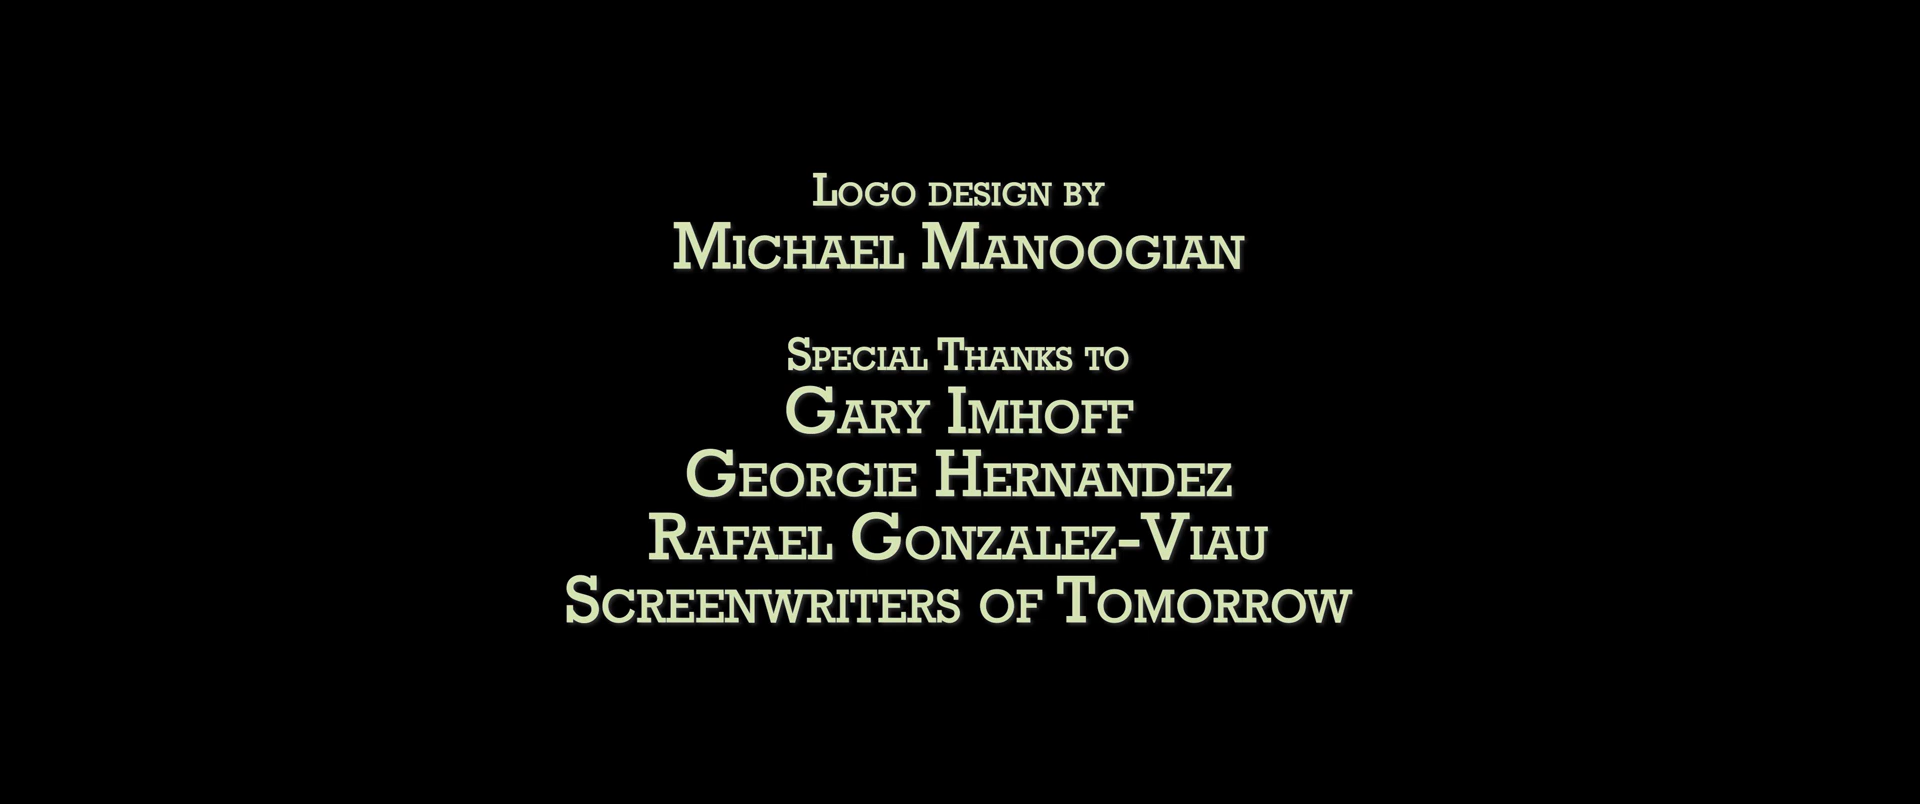 Logo design by
Michael Manoogian
Special Thanks to
Gary Imhoff
Georgie Hernandez
Rafael Gonzalez-Viau
Screenwriters of Tomorrow